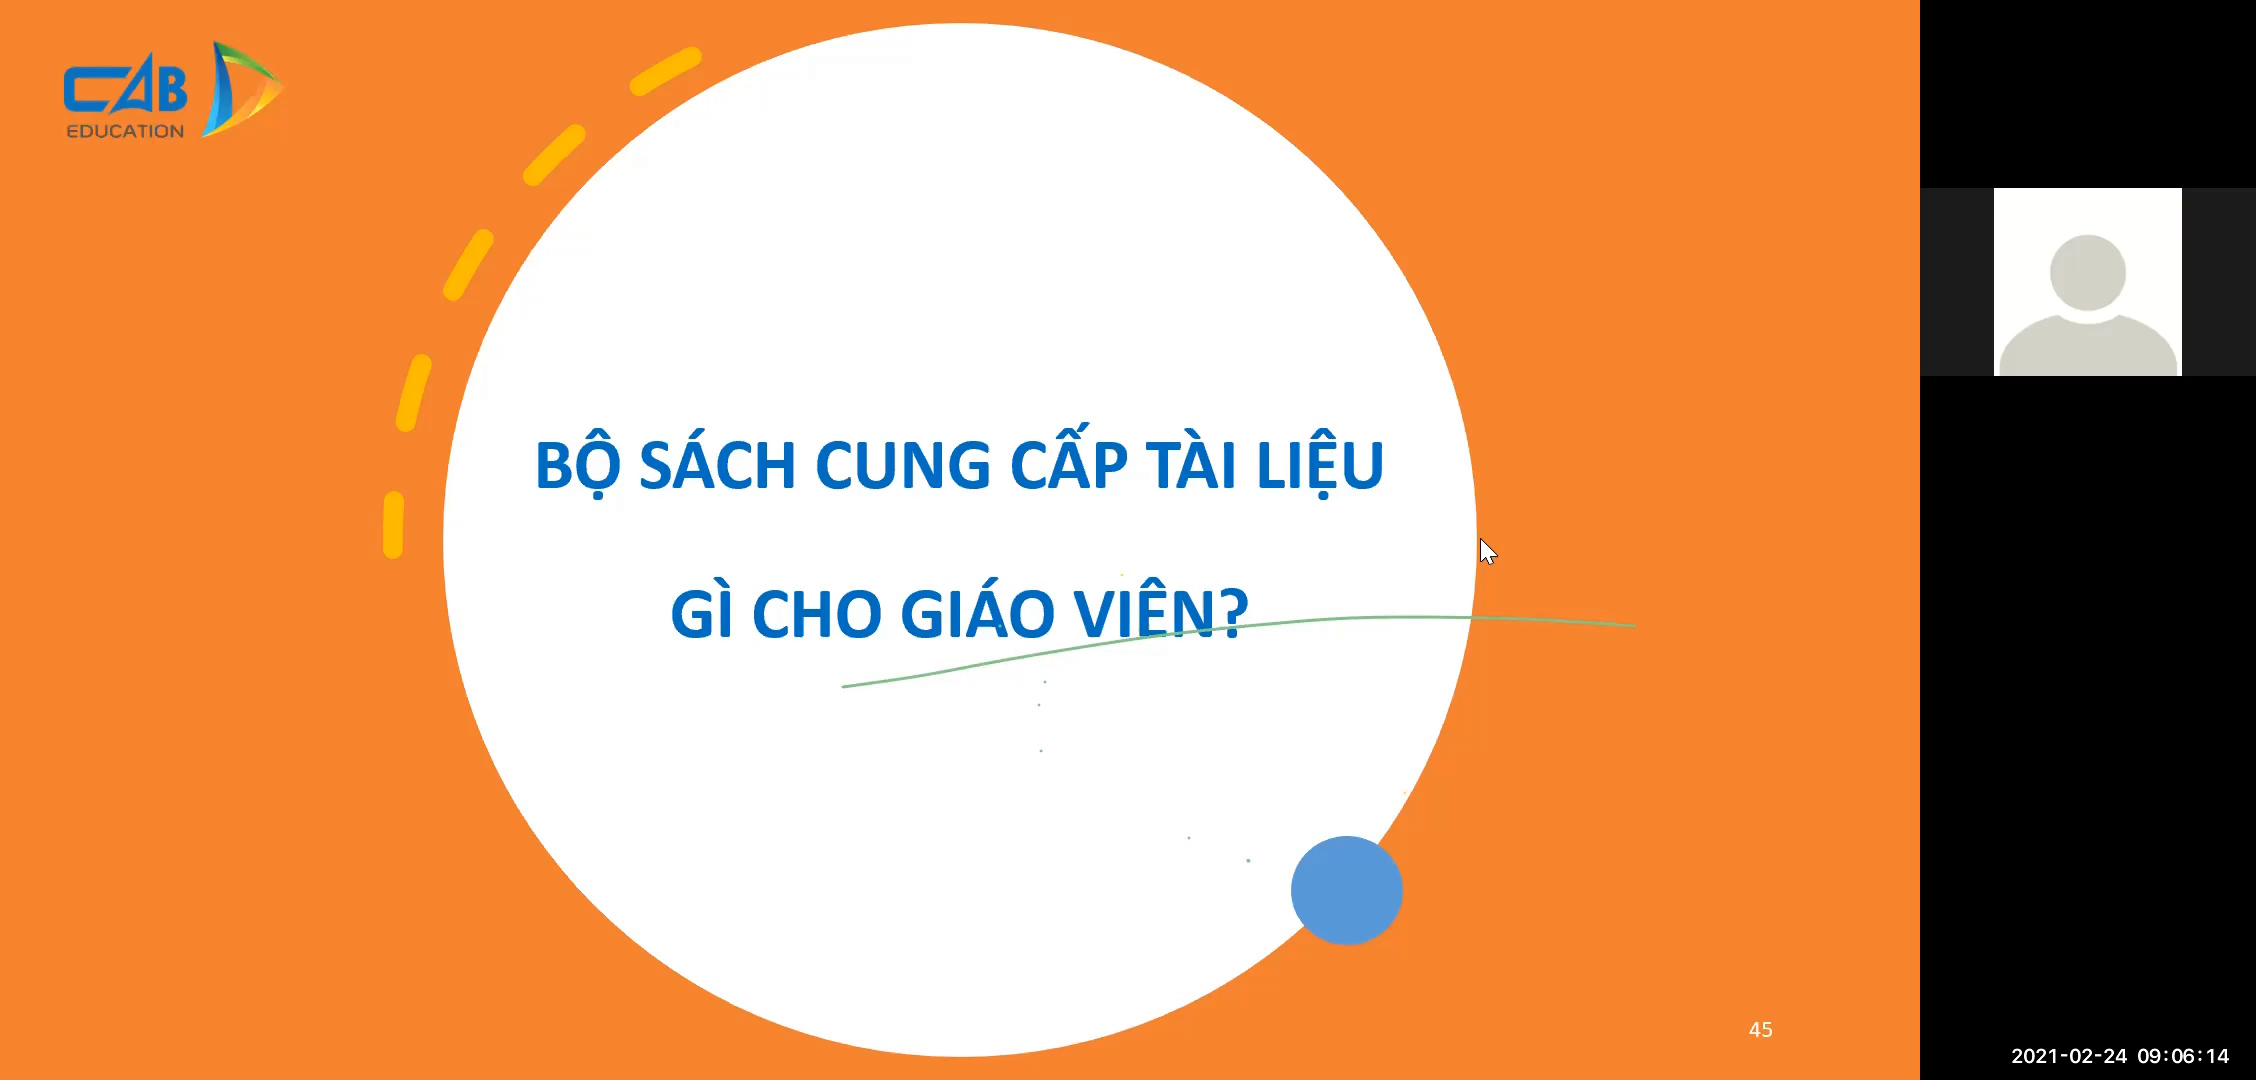 CAB
EDUCATION
BỘ SÁCH CUNG CẤP TÀI LIỆU
GÌ CHO GIÁO VIÊN?
45
2021-02-24 09:06:14